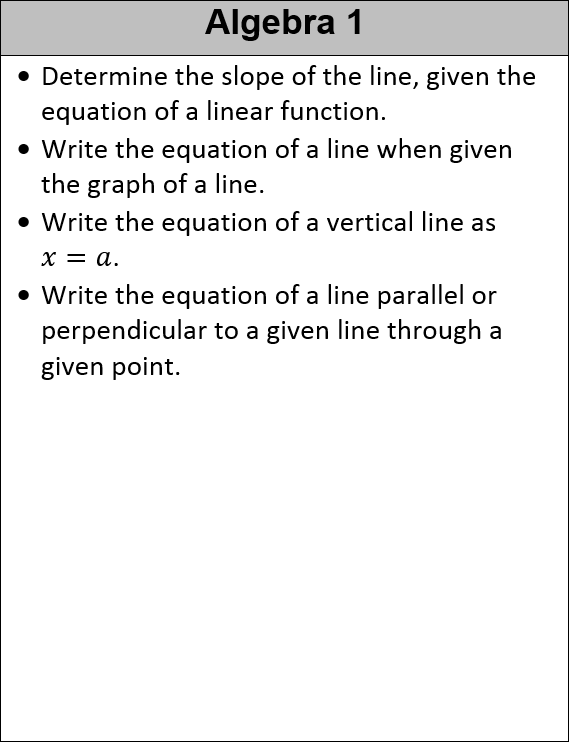 Algebra 1
• Determine the slope of the line, given the
equation of a linear function.
• Write the equation of a line when given
the graph of a line.
• Write the equation of a vertical line as
x = a.
• Write the equation of a line parallel or
perpendicular to a given line through a
given point.